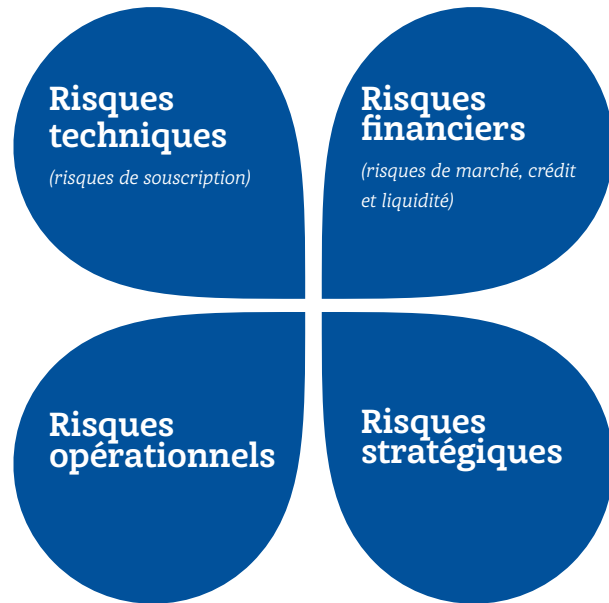 Risques
techniques
(risques de souscription)
Risques
financiers
(risques de marché, crédit
et liquidité)
Risques
opérationnels
Risques
stratégiques